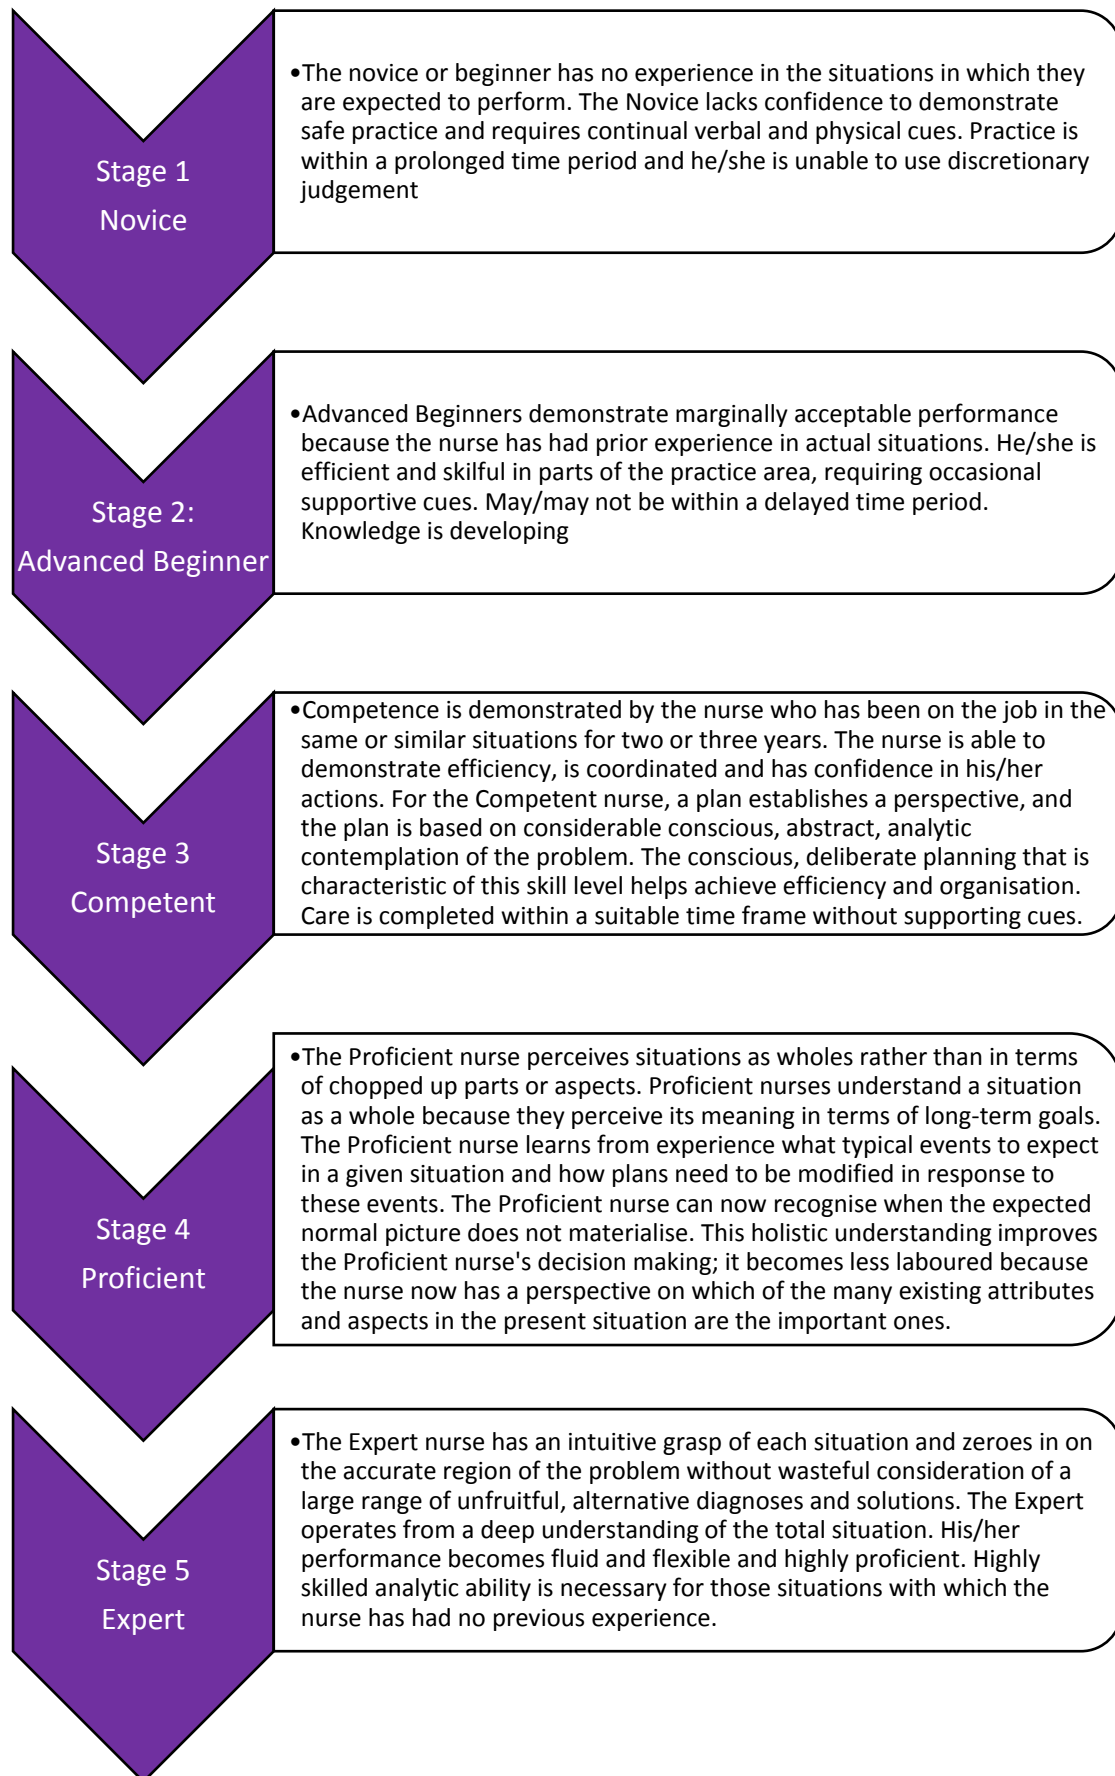 Stage 1
Novice
•The novice or beginner has no experience in the situations in which they
are expected to perform. The Novice lacks confidence to demonstrate
safe practice and requires continual verbal and physical cues. Practice is
within a prolonged time period and he/she is unable to use discretionary
judgement
Stage 2:
Advanced Beginner
•Advanced Beginners demonstrate marginally acceptable performance
because the nurse has had prior experience in actual situations. He/she is
efficient and skilful in parts of the practice area, requiring occasional
supportive cues. May/may not be within a delayed time period.
Knowledge is developing
Stage 3
Competent
•Competence is demonstrated by the nurse who has been on the job in the
same or similar situations for two or three years. The nurse is able to
demonstrate efficiency, is coordinated and has confidence in his/her
actions. For the Competent nurse, a plan establishes a perspective, and
the plan is based on considerable conscious, abstract, analytic
contemplation of the problem. The conscious, deliberate planning that is
characteristic of this skill level helps achieve efficiency and organisation.
Care is completed within a suitable time frame without supporting cues.
Stage 4
Proficient
•The Proficient nurse perceives situations as wholes rather than in terms
of chopped up parts or aspects. Proficient nurses understand a situation
as a whole because they perceive its meaning in terms of long-term goals.
The Proficient nurse learns from experience what typical events to expect
in a given situation and how plans need to be modified in response to
these events. The Proficient nurse can now recognise when the expected
normal picture does not materialise. This holistic understanding improves
the Proficient nurse's decision making; it becomes less laboured because
the nurse now has a perspective on which of the many existing attributes
and aspects in the present situation are the important ones.
Stage 5
Expert
•The Expert nurse has an intuitive grasp of each situation and zeroes in on
the accurate region of the problem without wasteful consideration of a
large range of unfruitful, alternative diagnoses and solutions. The Expert
operates from a deep understanding of the total situation. His/her
performance becomes fluid and flexible and highly proficient. Highly
skilled analytic ability is necessary for those situations with which the
nurse has had no previous experience.